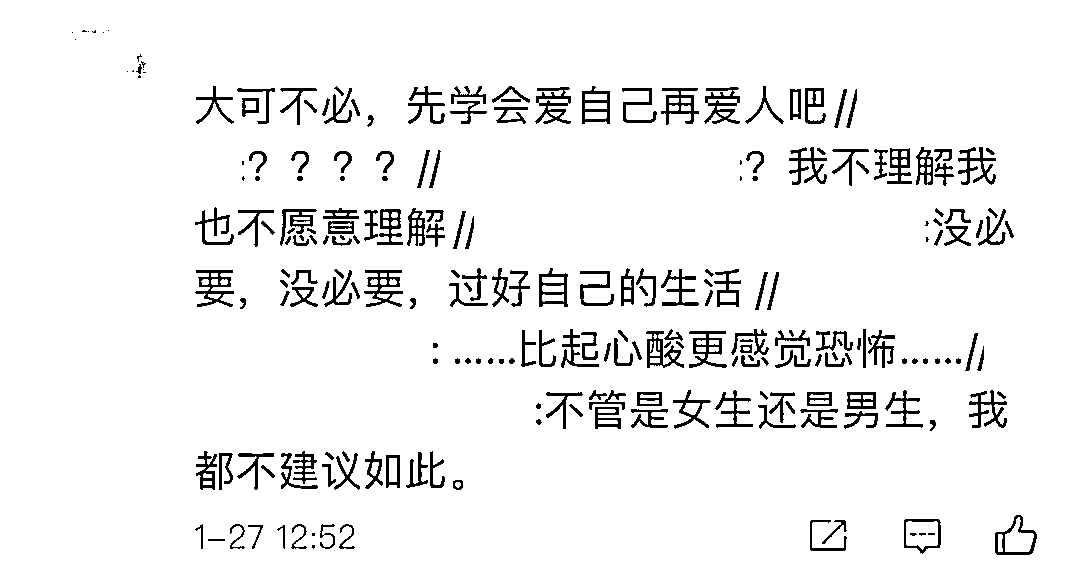 大可不必，先学会爱自己再爱人吧//
:？？？？//:？我不理解我
也不愿意理解//:没必
要，没必要，过好自己的生活//
:……比起心酸更感觉恐怖……//
:不管是女生还是男生，我
都不建议如此。
1-27 12:52